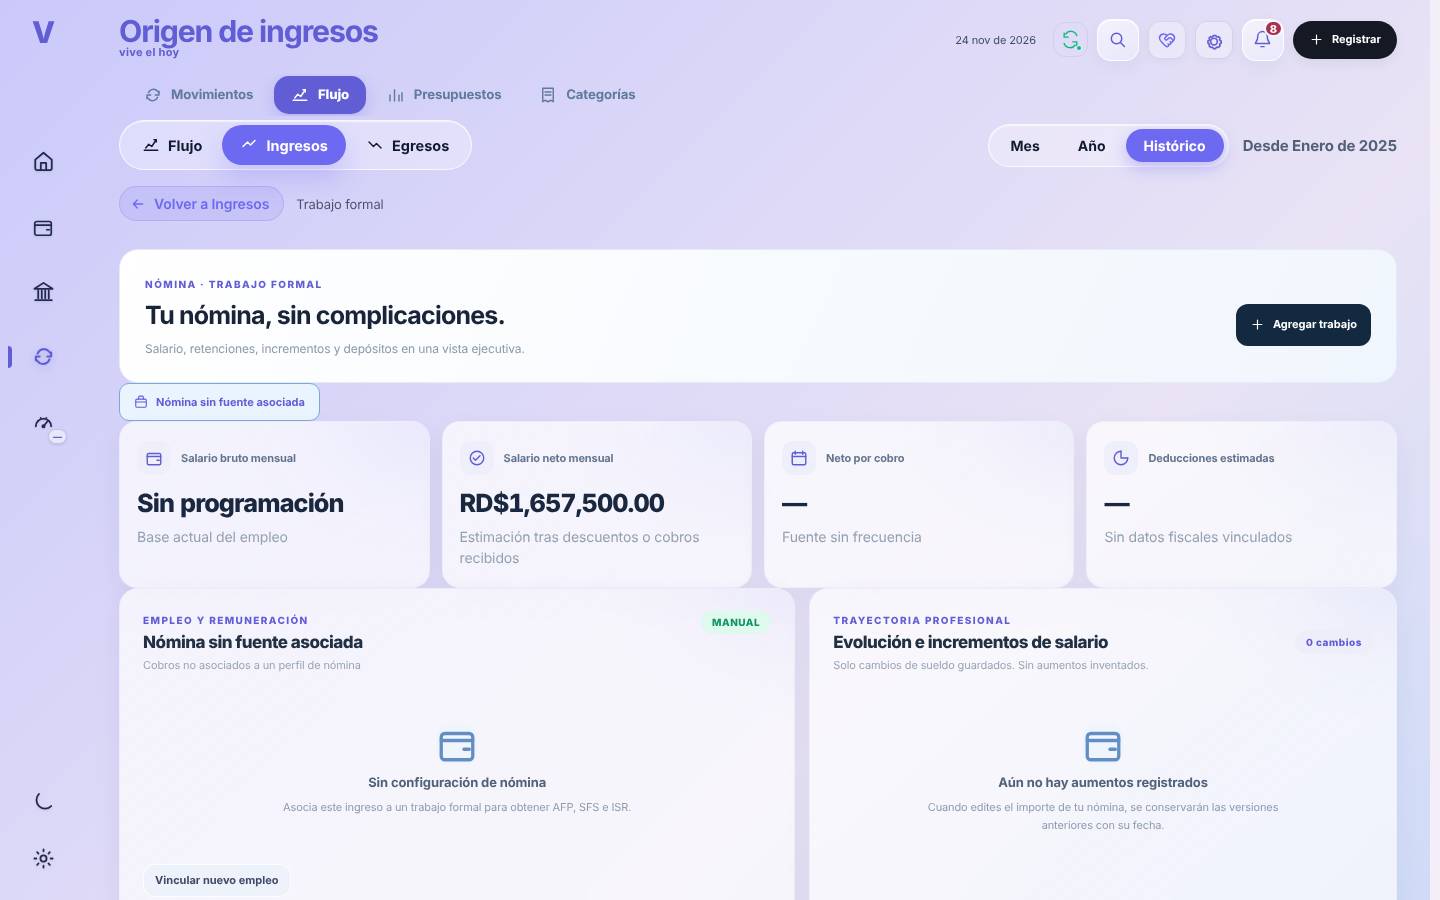 V
Origen de ingresos
vive el hoy
24 nov de 2026
8
Registrar
Movimientos
Flujo
Presupuestos
Categorías
Flujo
Ingresos
Egresos
Mes
Año
Histórico
Desde Enero de 2025
Volver a Ingresos
Trabajo formal
NÓMINA · TRABAJO FORMAL
Tu nómina, sin complicaciones.
Salario, retenciones, incrementos y depósitos en una vista ejecutiva.
Agregar trabajo
Nómina sin fuente asociada
Salario bruto mensual
Sin programación
Base actual del empleo
Salario neto mensual
RD$1,657,500.00
Estimación tras descuentos o cobros
recibidos
Neto por cobro
—
Fuente sin frecuencia
Deducciones estimadas
—
Sin datos fiscales vinculados
EMPLEO Y REMUNERACIÓN
Nómina sin fuente asociada
Cobros no asociados a un perfil de nómina
MANUAL
Sin configuración de nómina
Asocia este ingreso a un trabajo formal para obtener AFP, SFS e ISR.
Vincular nuevo empleo
TRAYECTORIA PROFESIONAL
Evolución e incrementos de salario
Solo cambios de sueldo guardados. Sin aumentos inventados.
0 cambios
Aún no hay aumentos registrados
Cuando edites el importe de tu nómina, se conservarán las versiones
anteriores con su fecha.